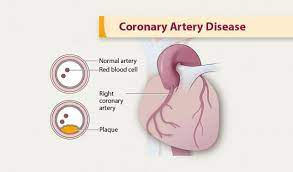 Coronary Artery Disease
Normal artery
Red blood cell
Right
coronary
artery
Plaque